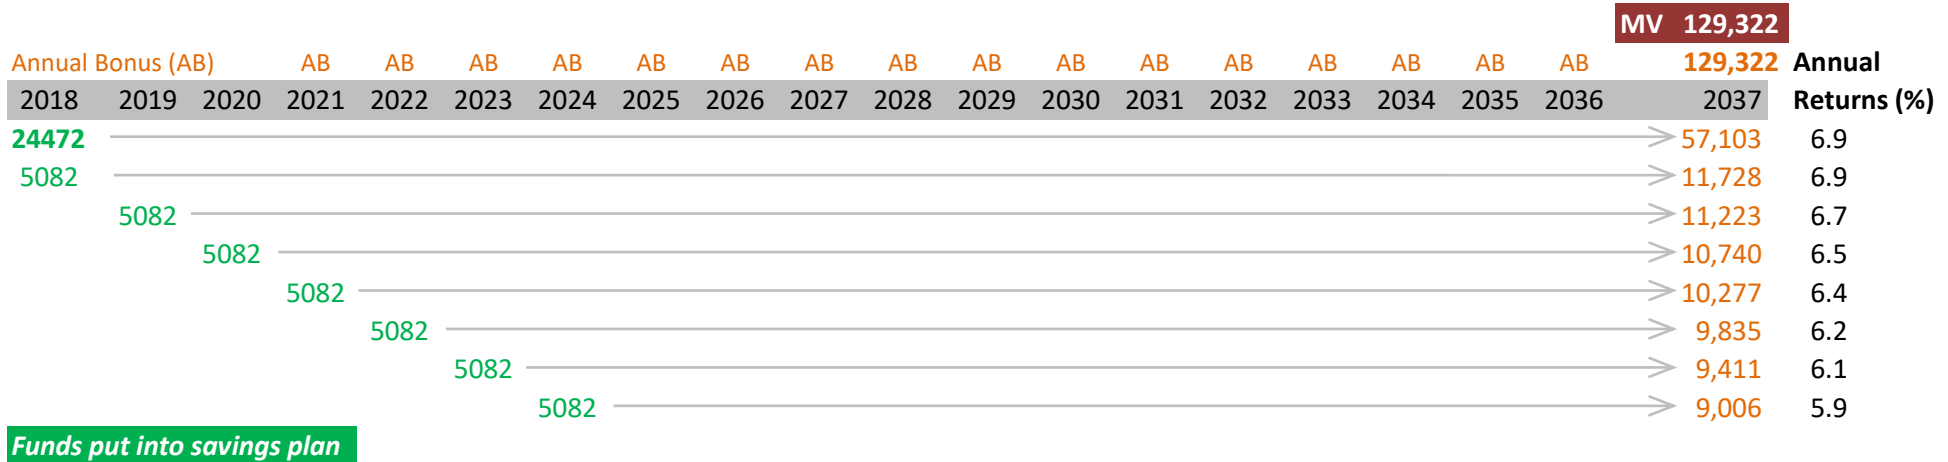 MV 129,322
Annual Bonus (AB) AB AB AB AB AB AB AB AB AB AB AB AB AB AB AB AB 129,322 Annual
2018 2019 2020 2021 2022 2023 2024 2025 2026 2027 2028 2029 2030 2031 2032 2033 2034 2035 2036 2037 Returns (%)
24472 57,103 6.9
5082 11,728 6.9
5082 11,223 6.7
5082 10,740 6.5
5082 10,277 6.4
5082 9,835 6.2
5082 9,411 6.1
5082 9,006 5.9
Funds put into savings plan